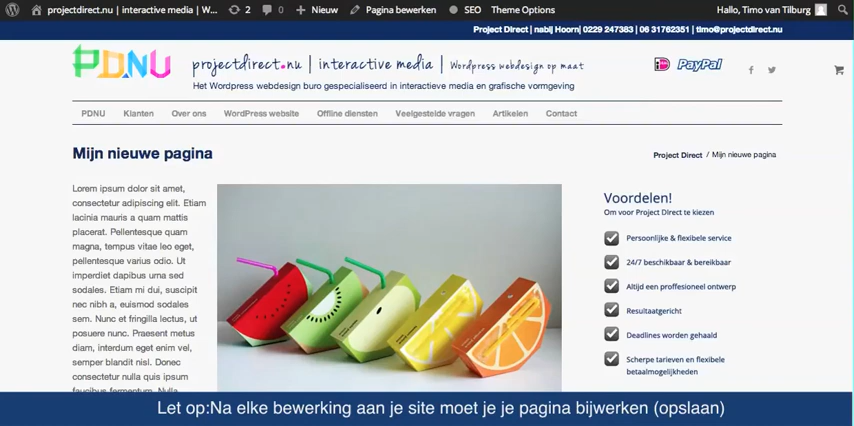 projectdirect.nu | interactive media | W... 2 0 Nieuw Pagina bewerken SEO Theme Options Hallo, Timo van Tilburg
Project Direct | nabij Hoorn| 0229 247383 | 06 31762351 | timo@projectdirect.nu
PDNU projectdirect.nu | interactive media | Wordpress webdesign op maat iD PayPal
Het Wordpress webdesign buro gespecialiseerd in interactieve media en grafische vormgeving
PDNU Klanten Over ons WordPress website Offline diensten Veelgestelde vragen Artikelen Contact
Mijn nieuwe pagina Project Direct / Mijn nieuwe pagina
Lorem ipsum dolor sit amet,
consectetur adipiscing elit. Etiam
lacinia mauris a quam mattis
placerat. Pellentesque quam
magna, tempus vitae leo eget,
pellentesque varius odio. Ut
imperdiet dapibus urna sed
sodales. Etiam mi dui, suscipit
nec nibh a, euismod sodales
sem. Nunc et fringilla lectus, ut
posuere nunc. Praesent metus
diam, interdum eget enim vel,
semper blandit nisl. Donec
consectetur nulla quis ipsum
faucibus fermentum. Nulla
Voordelen!
Om voor Project Direct te kiezen
Persoonlijke & flexibele service
24/7 beschikbaar & bereikbaar
Altijd een proffesioneel ontwerp
Resultaatgericht
Deadlines worden gehaald
Scherpe tarieven en flexibele
betaalmogelijkheden
Let op:Na elke bewerking aan je site moet je je pagina bijwerken (opslaan)